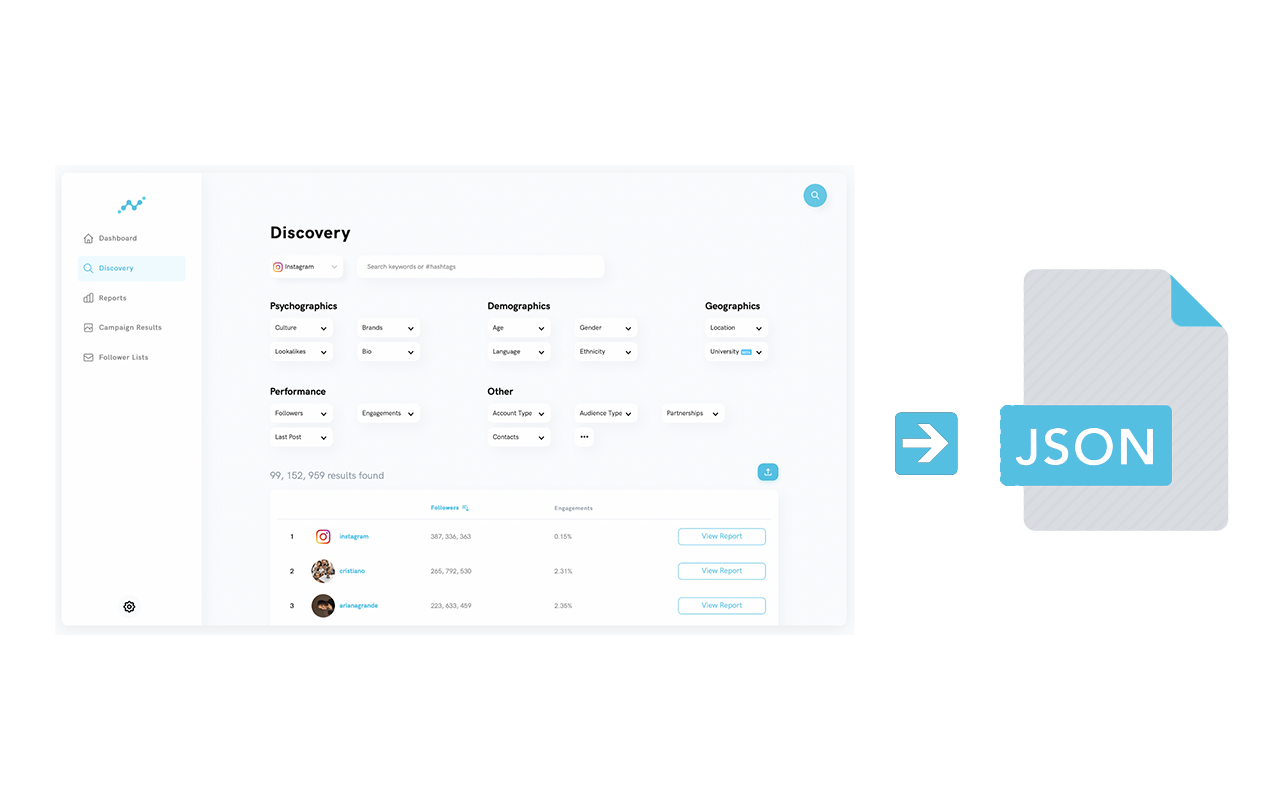 Dashboard
Discovery
Reports
Campaign Results
Follower Lists
Discovery
Instagram
Search keywords or #hashtags
Psychographics
Demographics
Geographics
Culture
Brands
Age
Gender
Location
Lookalikes
Bio
Language
Ethnicity
University
Performance
Other
Followers
Engagements
Account Type
Audience Type
Partnerships
Last Post
Contacts
99, 152, 959 results found
Followers
Engagements
1 instagram 387, 336, 363 0.15% View Report
2 cristiano 265, 792, 530 2.31% View Report
3 arianagrande 223, 633, 459 2.35% View Report
JSON